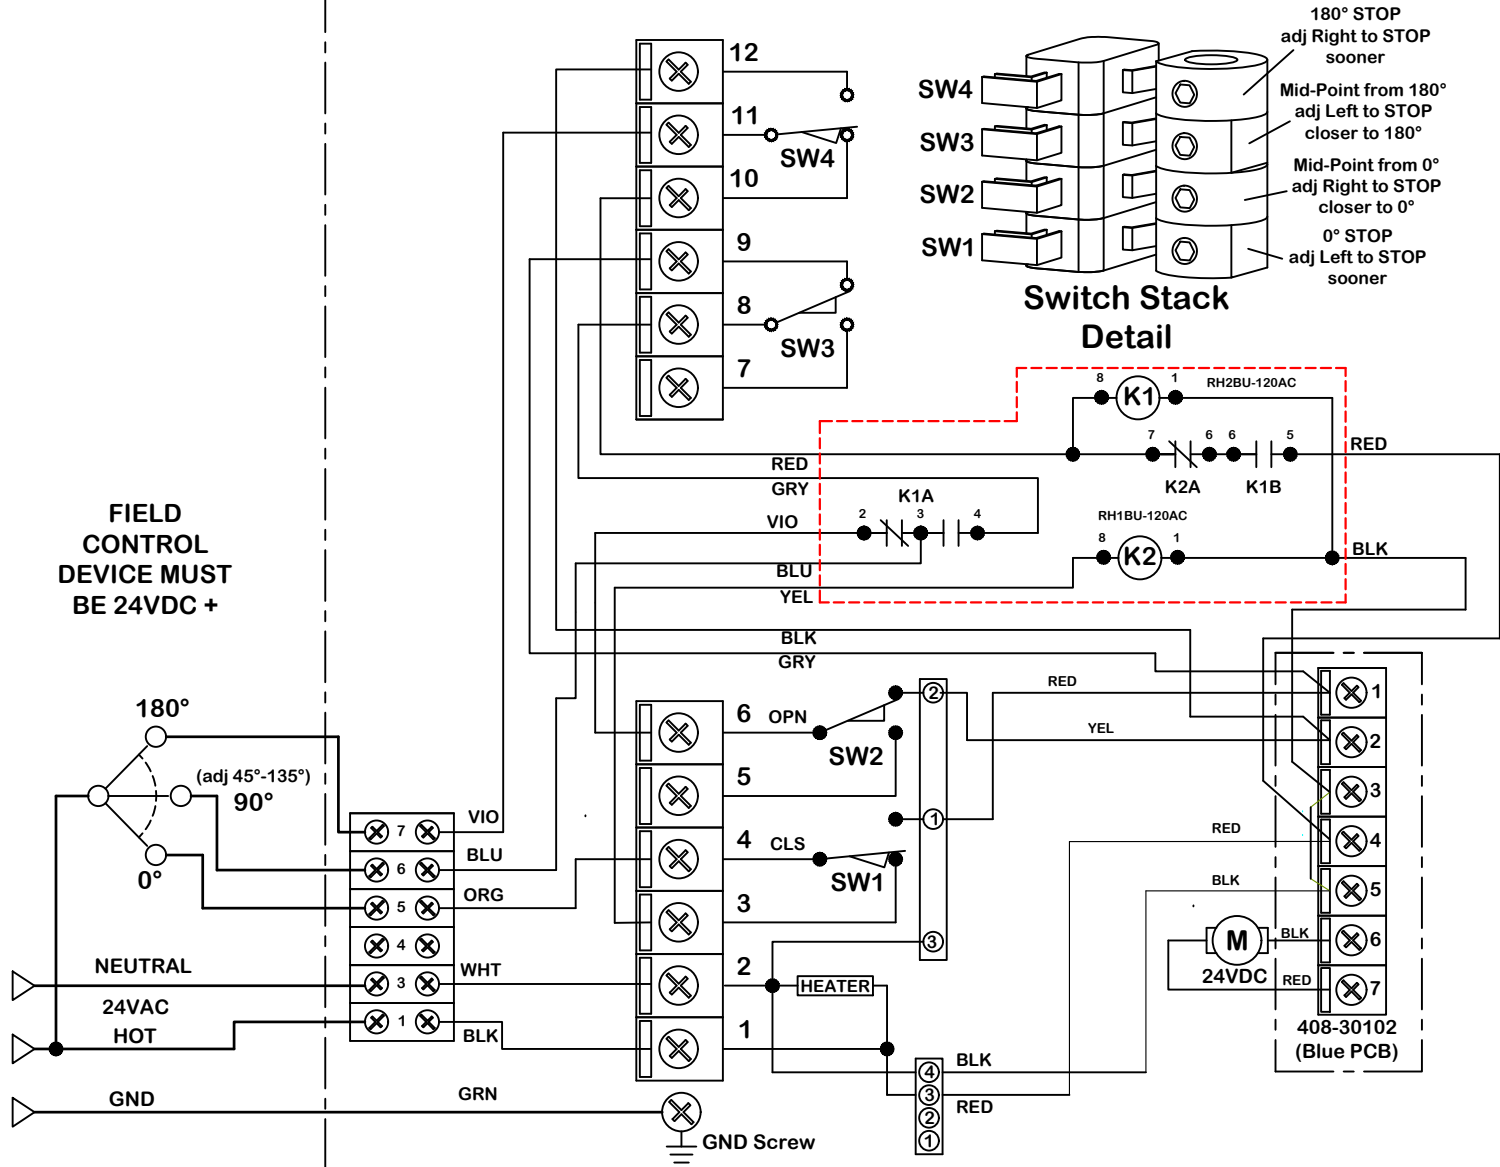 180° STOP
adj Right to STOP
sooner
Mid-Point from 180°
adj Left to STOP
closer to 180°
Mid-Point from 0°
adj Right to STOP
closer to 0°
0° STOP
adj Left to STOP
sooner
SW4
SW3
SW2
SW1
Switch Stack
Detail
12
11
10
9
8
7
SW4
SW3
8
K1
1
RH2BU-120AC
7
6
6
5
K2A
K1B
RED
RED
GRY
K1A
2
3
4
VIO
RH1BU-120AC
8
K2
1
BLK
BLU
YEL
BLK
GRY
FIELD
CONTROL
DEVICE MUST
BE 24VDC +
180°
(adj 45°-135°)
90°
0°
7
6
5
4
3
1
VIO
BLU
ORG
WHT
BLK
NEUTRAL
24VAC
HOT
GND
GRN
GND Screw
6
5
4
3
2
1
OPN
SW2
CLS
SW1
2
1
3
HEATER
4
3
2
1
BLK
RED
RED
YEL
RED
BLK
1
2
3
4
5
6
7
M
24VDC
BLK
RED
408-30102
(Blue PCB)